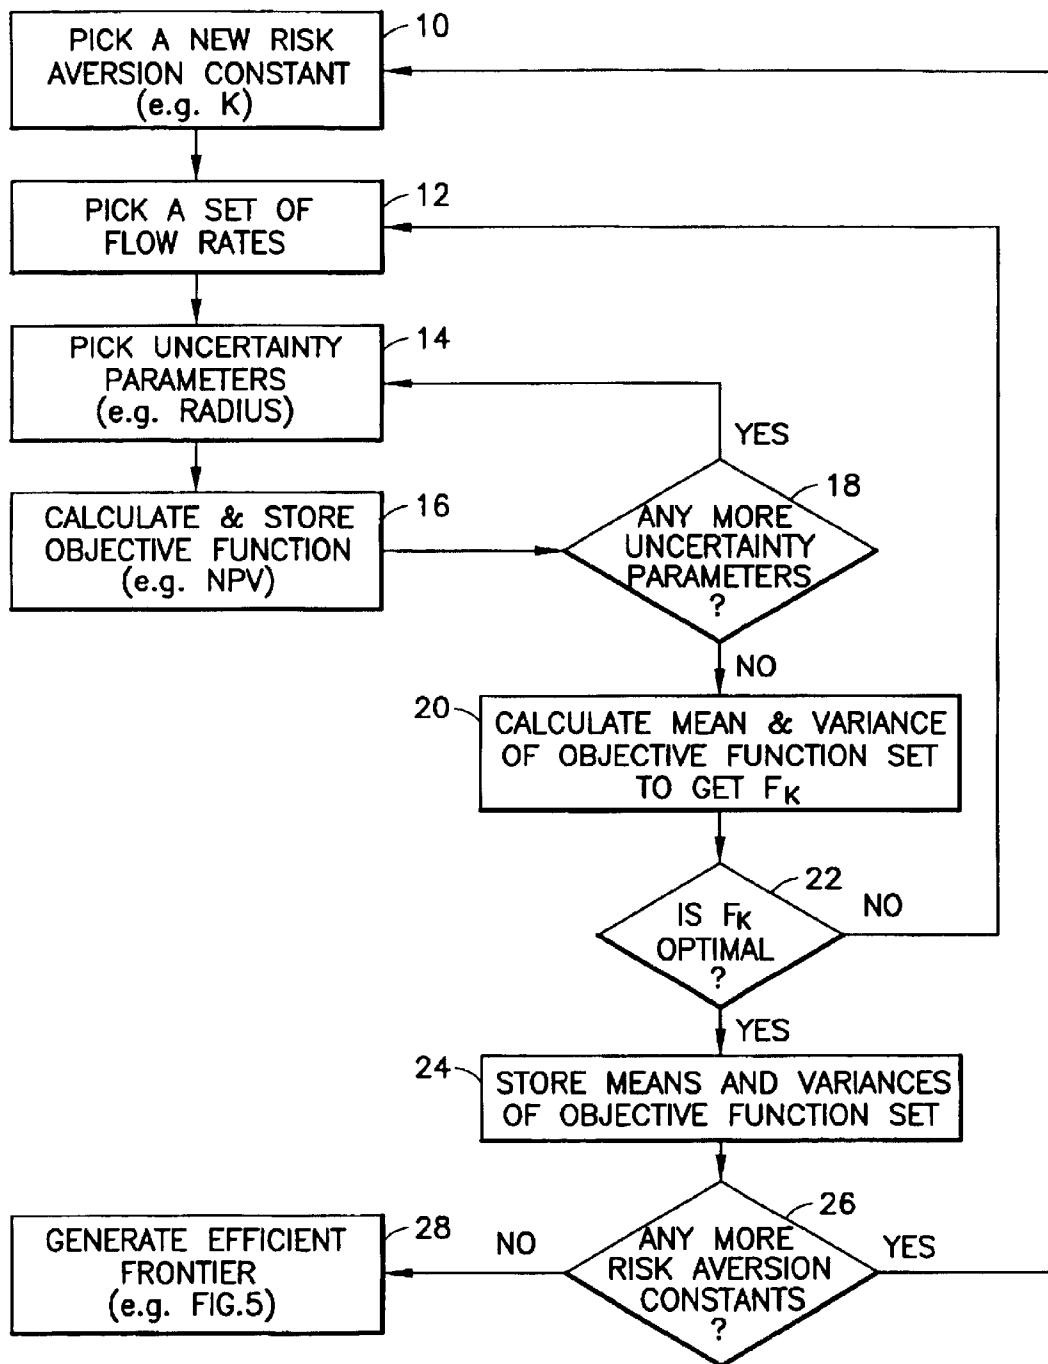 10
PICK A NEW RISK
AVERSION CONSTANT
(e.g. K)
12
PICK A SET OF
FLOW RATES
14
PICK UNCERTAINTY
PARAMETERS
(e.g. RADIUS)
YES
16
CALCULATE & STORE
OBJECTIVE FUNCTION
(e.g. NPV)
18
ANY MORE
UNCERTAINTY
PARAMETERS
?
NO
20
CALCULATE MEAN & VARIANCE
OF OBJECTIVE FUNCTION SET
TO GET FK
22
IS FK
OPTIMAL
?
NO
YES
24
STORE MEANS AND VARIANCES
OF OBJECTIVE FUNCTION SET
26
ANY MORE
RISK AVERSION
CONSTANTS
?
YES
NO
28
GENERATE EFFICIENT
FRONTIER
(e.g. FIG.5)